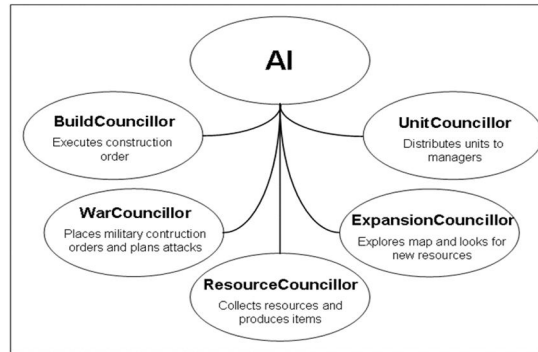 AI
BuildCouncillor
Executes construction
order
UnitCouncillor
Distributes units to
managers
WarCouncillor
Places military contruction
orders and plans attacks
ExpansionCouncillor
Explores map and looks for
new resources
ResourceCouncillor
Collects resources and
produces items